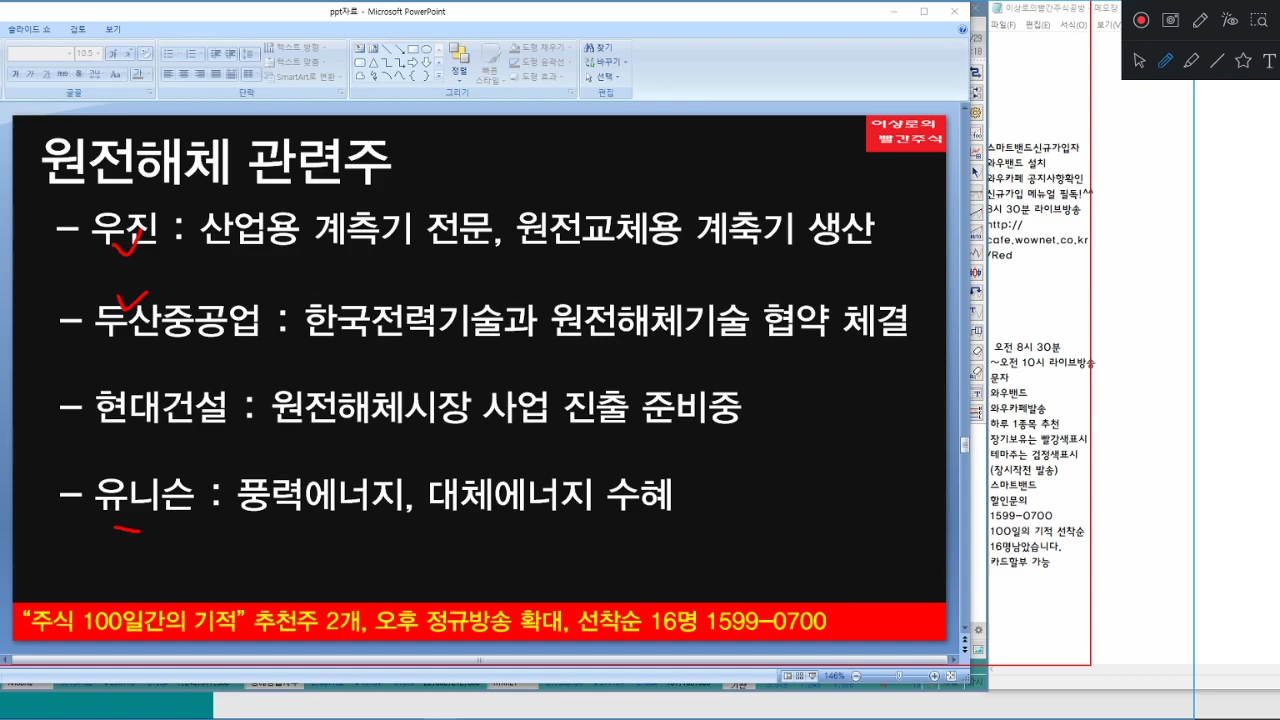 ppt자료 - Microsoft PowerPoint
이상로의빨간주식공방 - 메모장
슬라이드 쇼 검토 보기
파일(F) 편집(E) 서식(O) 보기(V)
10.5
텍스트 방향
텍스트 맞춤
SmartArt로 변환
정렬
빠른 스타일
도형 채우기
도형 윤곽선
도형 효과
찾기
바꾸기
선택
글꼴 단락 그리기 편집
이상로의
빨간주식
원전해체 관련주
– 우진 : 산업용 계측기 전문, 원전교체용 계축기 생산
– 두산중공업 : 한국전력기술과 원전해체기술 협약 체결
– 현대건설 : 원전해체시장 사업 진출 준비중
– 유니슨 : 풍력에너지, 대체에너지 수혜
“주식 100일간의 기적” 추천주 2개, 오후 정규방송 확대, 선착순 16명 1599–0700
스마트밴드신규가입자
와우밴드 설치
와우카페 공지사항확인
신규가입 메뉴얼 필독!^^
8시 30분 라이브방송
http://
cafe.wownet.co.kr
/Red
오전 8시 30분
~오전 10시 라이브방송
문자
와우밴드
와우카페발송
하루 1종목 추천
장기보유는 빨강색표시
테마주는 검정색표시
(장시작전 발송)
스마트밴드
할인문의
1599-0700
100일의 기적 선착순
16명남았습니다.
카드할부 가능
146%